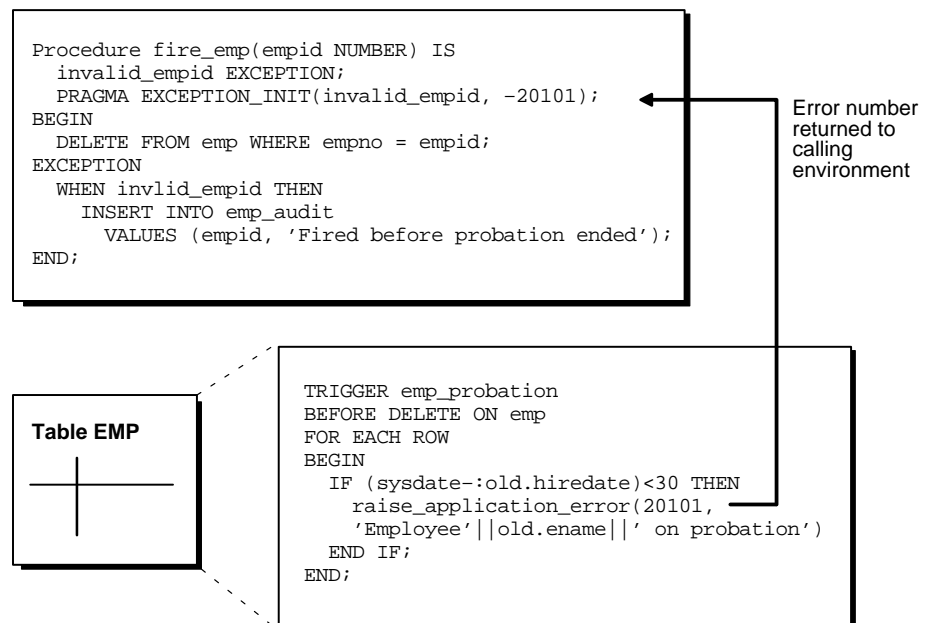 Procedure fire_emp(empid NUMBER) IS
invalid_empid EXCEPTION;
PRAGMA EXCEPTION_INIT(invalid_empid, −20101);
BEGIN
DELETE FROM emp WHERE empno = empid;
EXCEPTION
WHEN invlid_empid THEN
INSERT INTO emp_audit
VALUES (empid, ’Fired before probation ended’);
END;
Error number
returned to
calling
environment
Table EMP
TRIGGER emp_probation
BEFORE DELETE ON emp
FOR EACH ROW
BEGIN
IF (sysdate−:old.hiredate)<30 THEN
raise_application_error(20101,
’Employee’||old.ename||’ on probation’)
END IF;
END;